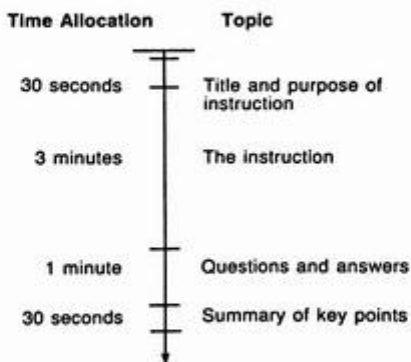 Time Allocation Topic
30 seconds Title and purpose of
instruction
3 minutes The instruction
1 minute Questions and answers
30 seconds Summary of key points